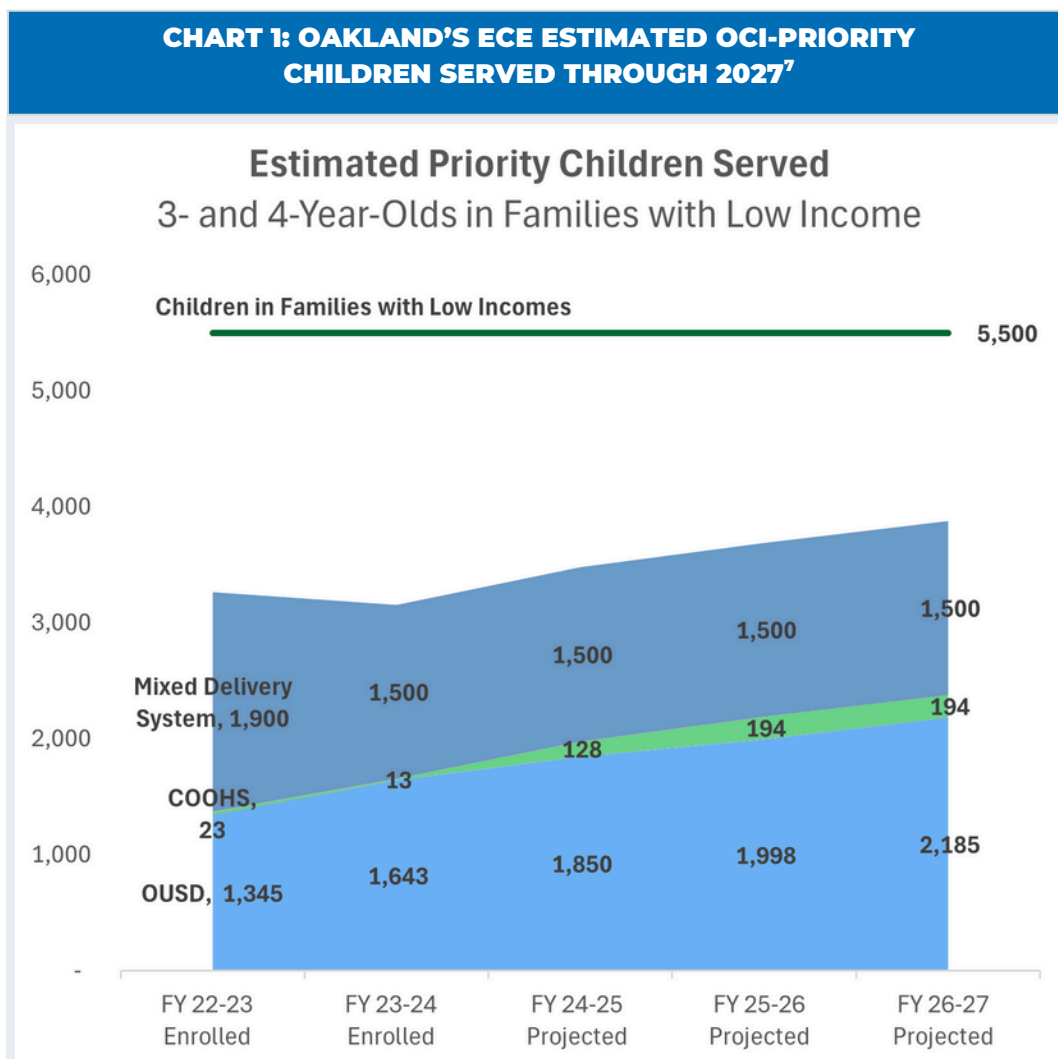 CHART 1: OAKLAND'S ECE ESTIMATED OCI-PRIORITY
CHILDREN SERVED THROUGH 2027⁷
Estimated Priority Children Served
3- and 4-Year-Olds in Families with Low Income
6,000
Children in Families with Low Incomes
5,500
5,000
4,000
3,000
1,500
1,500
1,500
Mixed Delivery
System, 1,900
1,500
2,000
194
194
128
13
COOHS,
23
1,000
2,185
1,998
1,850
1,643
OUSD, 1,345
-
FY 22-23
Enrolled
FY 23-24
Enrolled
FY 24-25
Projected
FY 25-26
Projected
FY 26-27
Projected